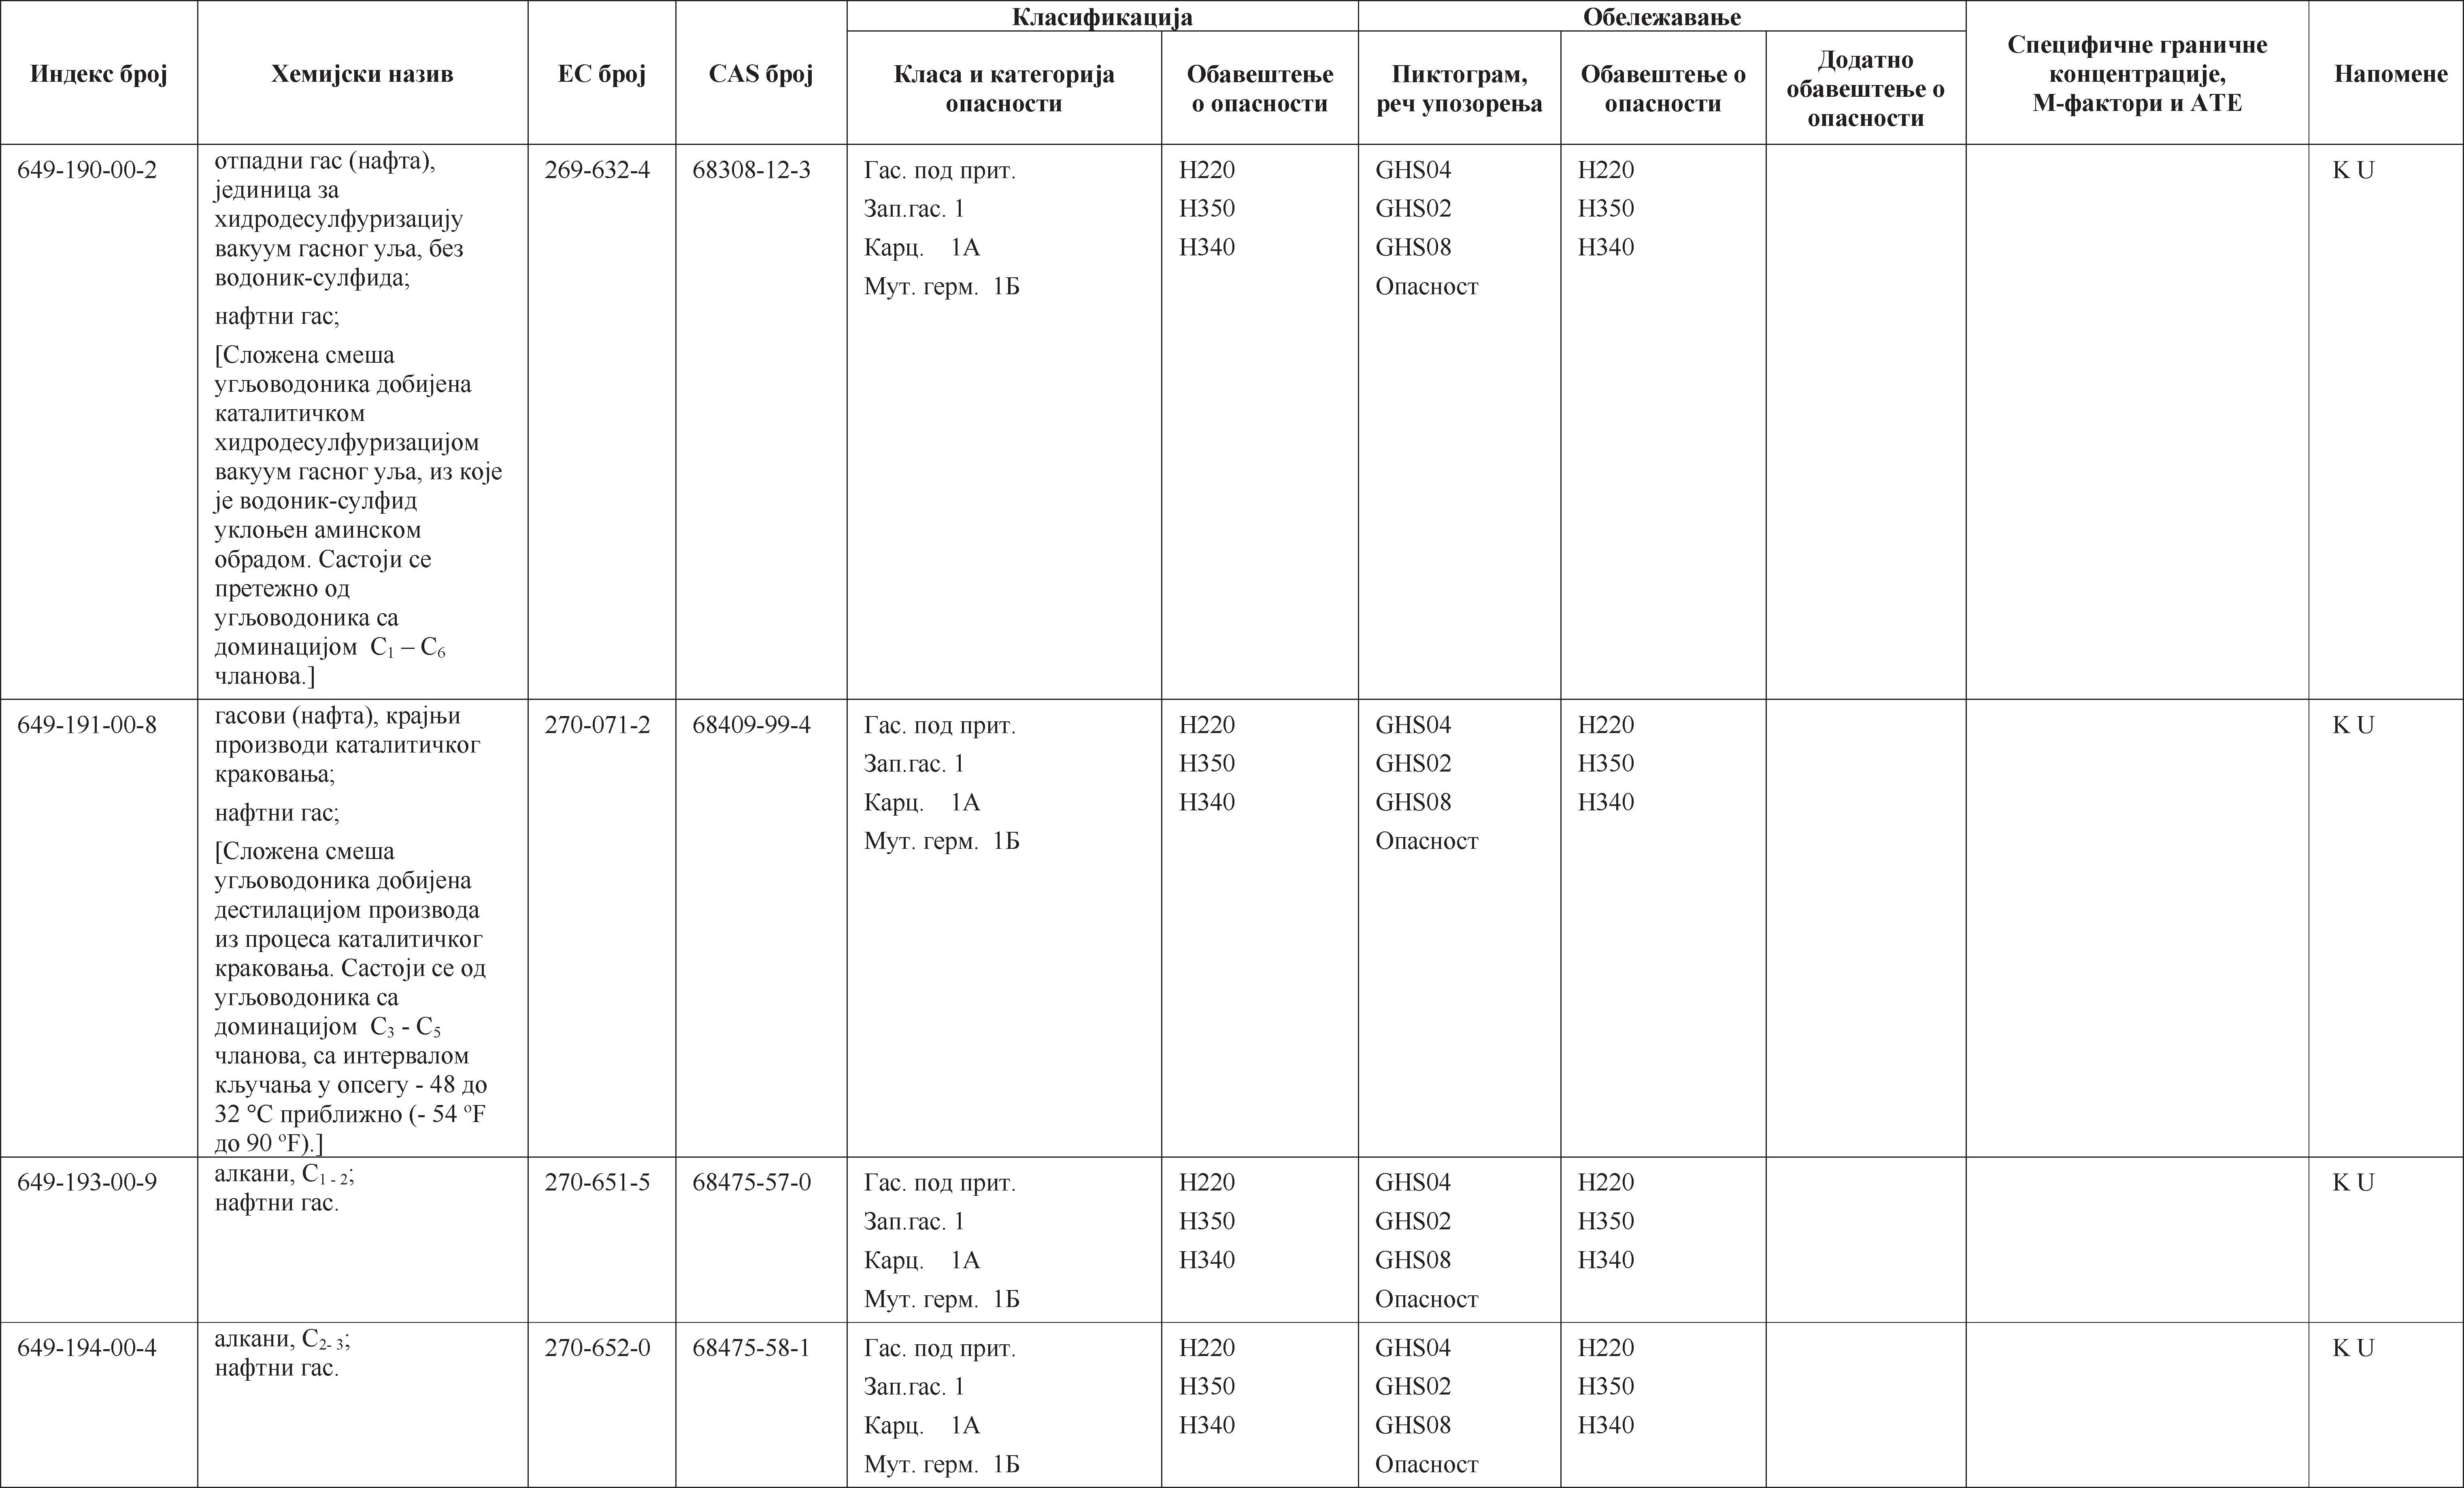 Индекс број
Хемијски назив
ЕС број
CAS број
Класификација
Обележавање
Специфичне граничне
концентрације,
М-фактори и АТЕ
Напомене
Класа и категорија
опасности
Обавештење
о опасности
Пиктограм,
реч упозорења
Обавештење о
опасности
Додатно
обавештење о
опасности
649-190-00-2
отпадни гас (нафта),
јединица за
хидродесулфуризацију
вакуум гасног уља, без
водоник-сулфида;
нафтни гас;
[Сложена смеша
угљоводоника добијена
каталитичком
хидродесулфуризацијом
вакуум гасног уља, из које
је водоник-сулфид
уклоњен аминском
обрадом. Састоји се
претежно од
угљоводоника са
доминацијом C₁ – C₆
чланова.]
269-632-4
68308-12-3
Гас. под прит.
Зап.гас. 1
Карц. 1А
Мут. герм. 1Б
H220
H350
H340
GHS04
GHS02
GHS08
Опасност
H220
H350
H340
K U
649-191-00-8
гасови (нафта), крајњи
производи каталитичког
краковања;
нафтни гас;
[Сложена смеша
угљоводоника добијена
дестилацијом производа
из процеса каталитичког
краковања. Састоји се од
угљоводоника са
доминацијом C₃ - C₅
чланова, са интервалом
кључања у опсегу - 48 до
32 °C приближно (- 54 ºF
до 90 ºF).]
270-071-2
68409-99-4
Гас. под прит.
Зап.гас. 1
Карц. 1А
Мут. герм. 1Б
H220
H350
H340
GHS04
GHS02
GHS08
Опасност
H220
H350
H340
K U
649-193-00-9
алкани, C₁ ₋ ₂;
нафтни гас.
270-651-5
68475-57-0
Гас. под прит.
Зап.гас. 1
Карц. 1А
Мут. герм. 1Б
H220
H350
H340
GHS04
GHS02
GHS08
Опасност
H220
H350
H340
K U
649-194-00-4
алкани, C₂₋ ₃;
нафтни гас.
270-652-0
68475-58-1
Гас. под прит.
Зап.гас. 1
Карц. 1А
Мут. герм. 1Б
H220
H350
H340
GHS04
GHS02
GHS08
Опасност
H220
H350
H340
K U